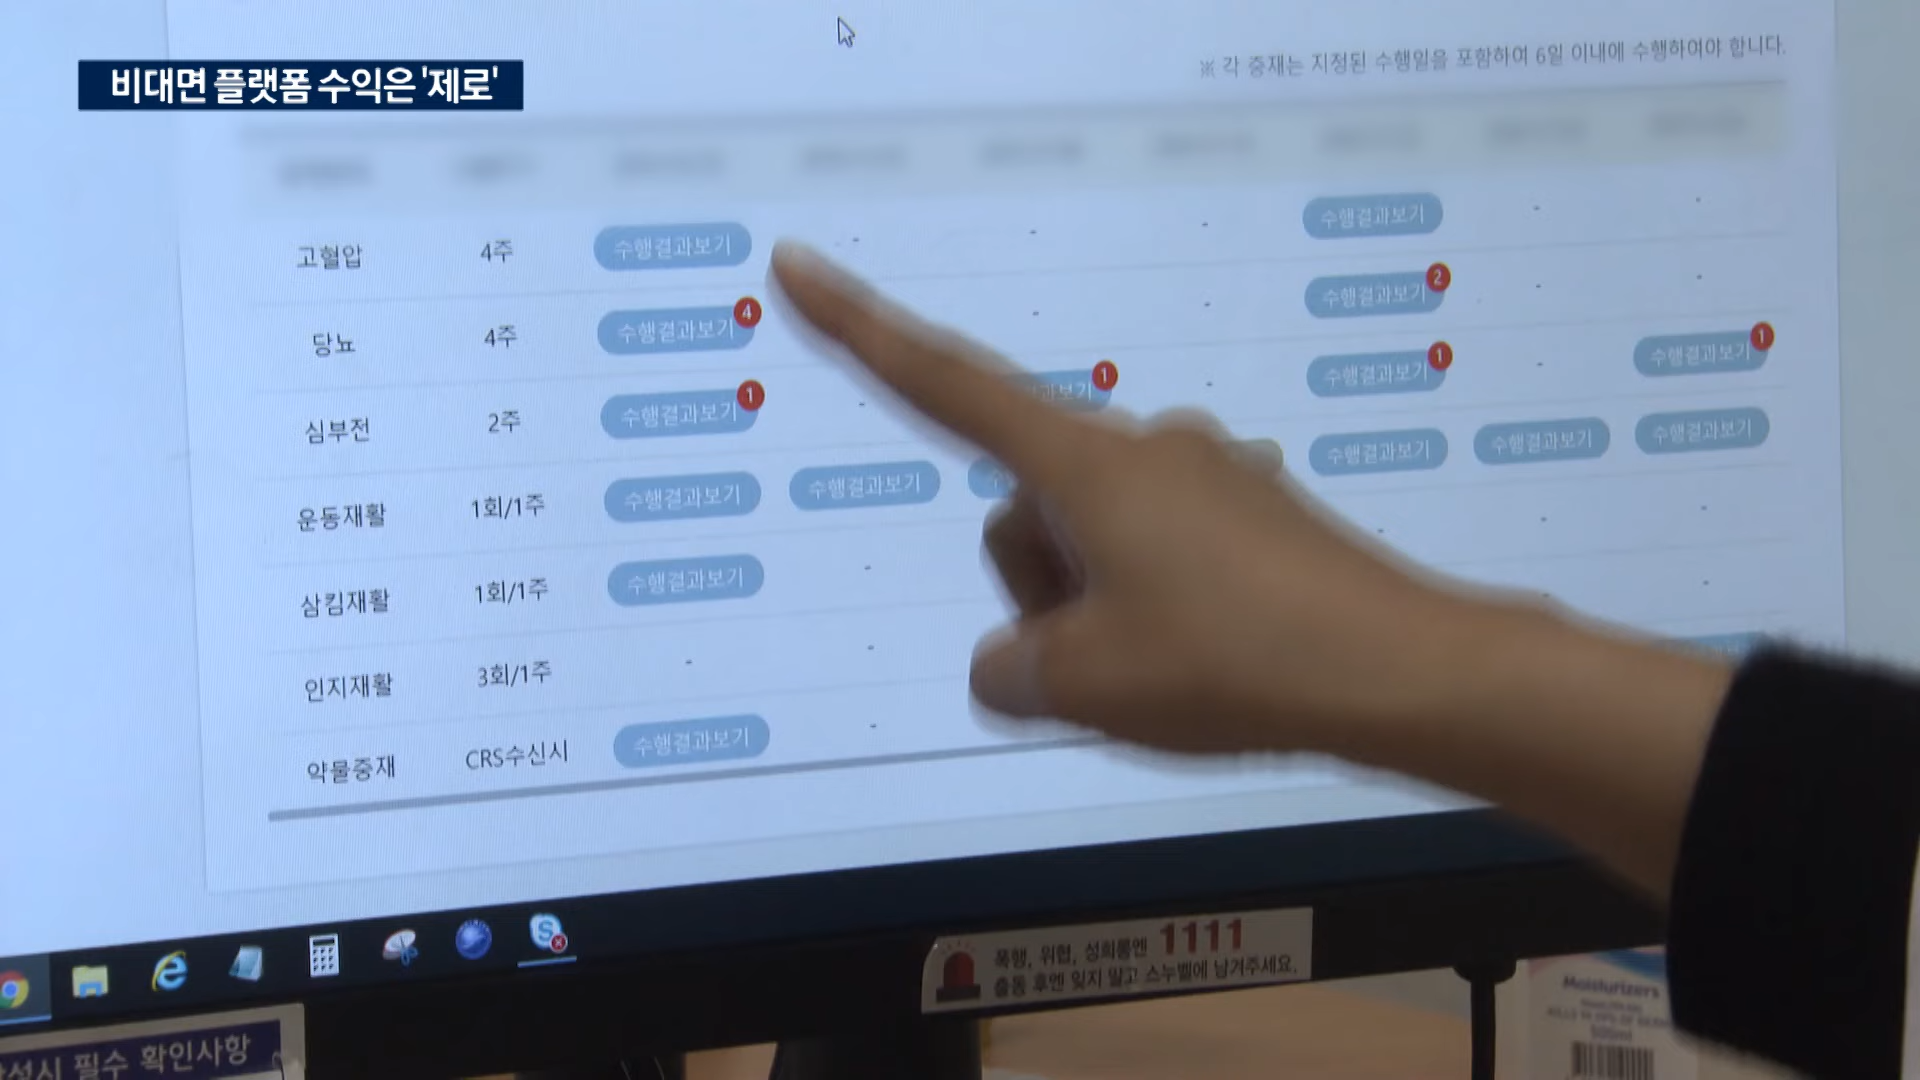 비대면 플랫폼 수익은 '제로'
※ 각 중재는 지정된 수행일을 포함하여 6일 이내에 수행하여야 합니다.
고혈압 4주 수행결과보기 - - - 수행결과보기 - -
당뇨 4주 수행결과보기 4 - - 수행결과보기 2 - -
심부전 2주 수행결과보기 1 - 과보기 1 - 수행결과보기 1 - 수행결과보기 1
운동재활 1회/1주 수행결과보기 수행결과보기 수행결과보기 수행결과보기 수행결과보기
삼킴재활 1회/1주 수행결과보기 - - - -
인지재활 3회/1주 - - - -
약물중재 CRS수신시 수행결과보기 -
폭행, 위협, 성희롱엔 1111
출동 후엔 잊지 말고 스누벨에 남겨주세요.
성시 필수 확인사항
Moisturizers